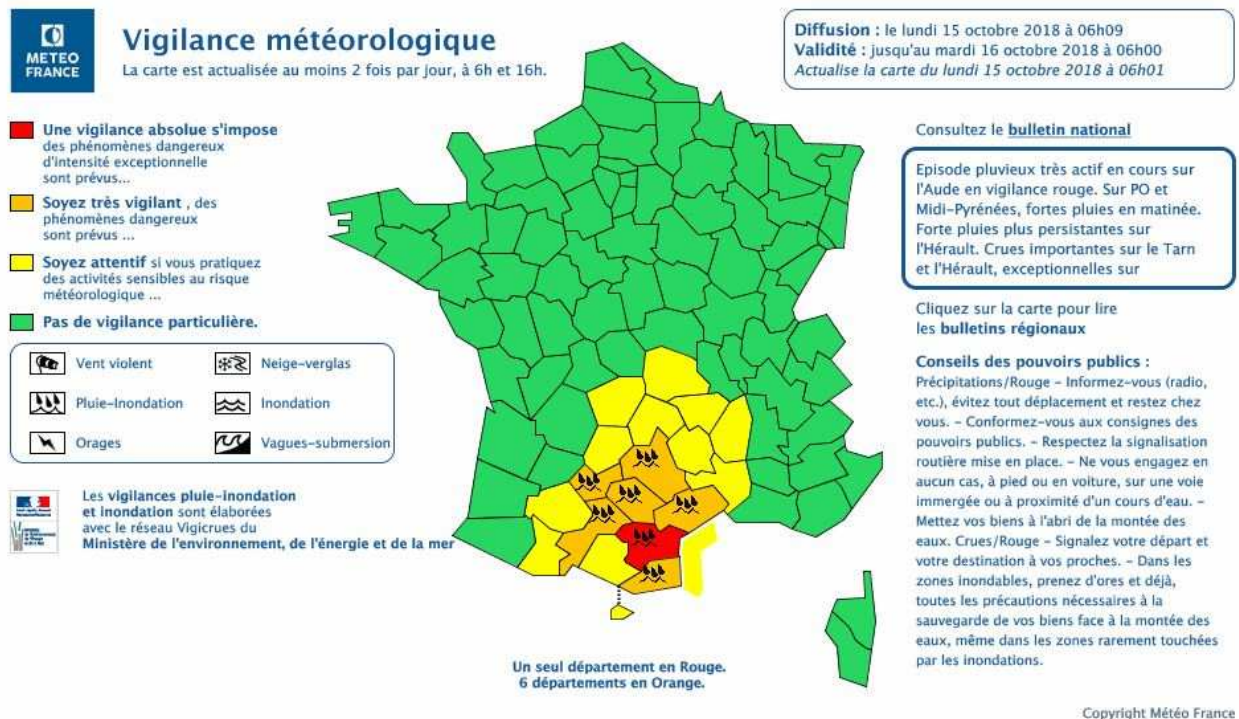 METEO
FRANCE
Vigilance météorologique
La carte est actualisée au moins 2 fois par jour, à 6h et 16h.
Diffusion : le lundi 15 octobre 2018 à 06h09
Validité : jusqu'au mardi 16 octobre 2018 à 06h00
Actualise la carte du lundi 15 octobre 2018 à 06h01
Une vigilance absolue s'impose
des phénomènes dangereux
d'intensité exceptionnelle
sont prévus...
Soyez très vigilant , des
phénomènes dangereux
sont prévus ...
Soyez attentif si vous pratiquez
des activités sensibles au risque
météorologique ...
Pas de vigilance particulière.
Vent violent
Neige-verglas
Pluie-Inondation
Inondation
Orages
Vagues-submersion
Les vigilances pluie-inondation
et inondation sont élaborées
avec le réseau Vigicrues du
Ministère de l'environnement, de l'énergie et de la mer
Un seul département en Rouge.
6 départements en Orange.
Consultez le bulletin national
Episode pluvieux très actif en cours sur
l'Aude en vigilance rouge. Sur PO et
Midi-Pyrénées, fortes pluies en matinée.
Forte pluies plus persistantes sur
l'Hérault. Crues importantes sur le Tarn
et l'Hérault, exceptionnelles sur
Cliquez sur la carte pour lire
les bulletins régionaux
Conseils des pouvoirs publics :
Précipitations/Rouge - Informez-vous (radio,
etc.), évitez tout déplacement et restez chez
vous. - Conformez-vous aux consignes des
pouvoirs publics. - Respectez la signalisation
routière mise en place. - Ne vous engagez en
aucun cas, à pied ou en voiture, sur une voie
immergée ou à proximité d'un cours d'eau. -
Mettez vos biens à l'abri de la montée des
eaux. Crues/Rouge - Signalez votre départ et
votre destination à vos proches. - Dans les
zones inondables, prenez d'ores et déjà,
toutes les précautions nécessaires à la
sauvegarde de vos biens face à la montée des
eaux, même dans les zones rarement touchées
par les inondations.
Copyright Météo France